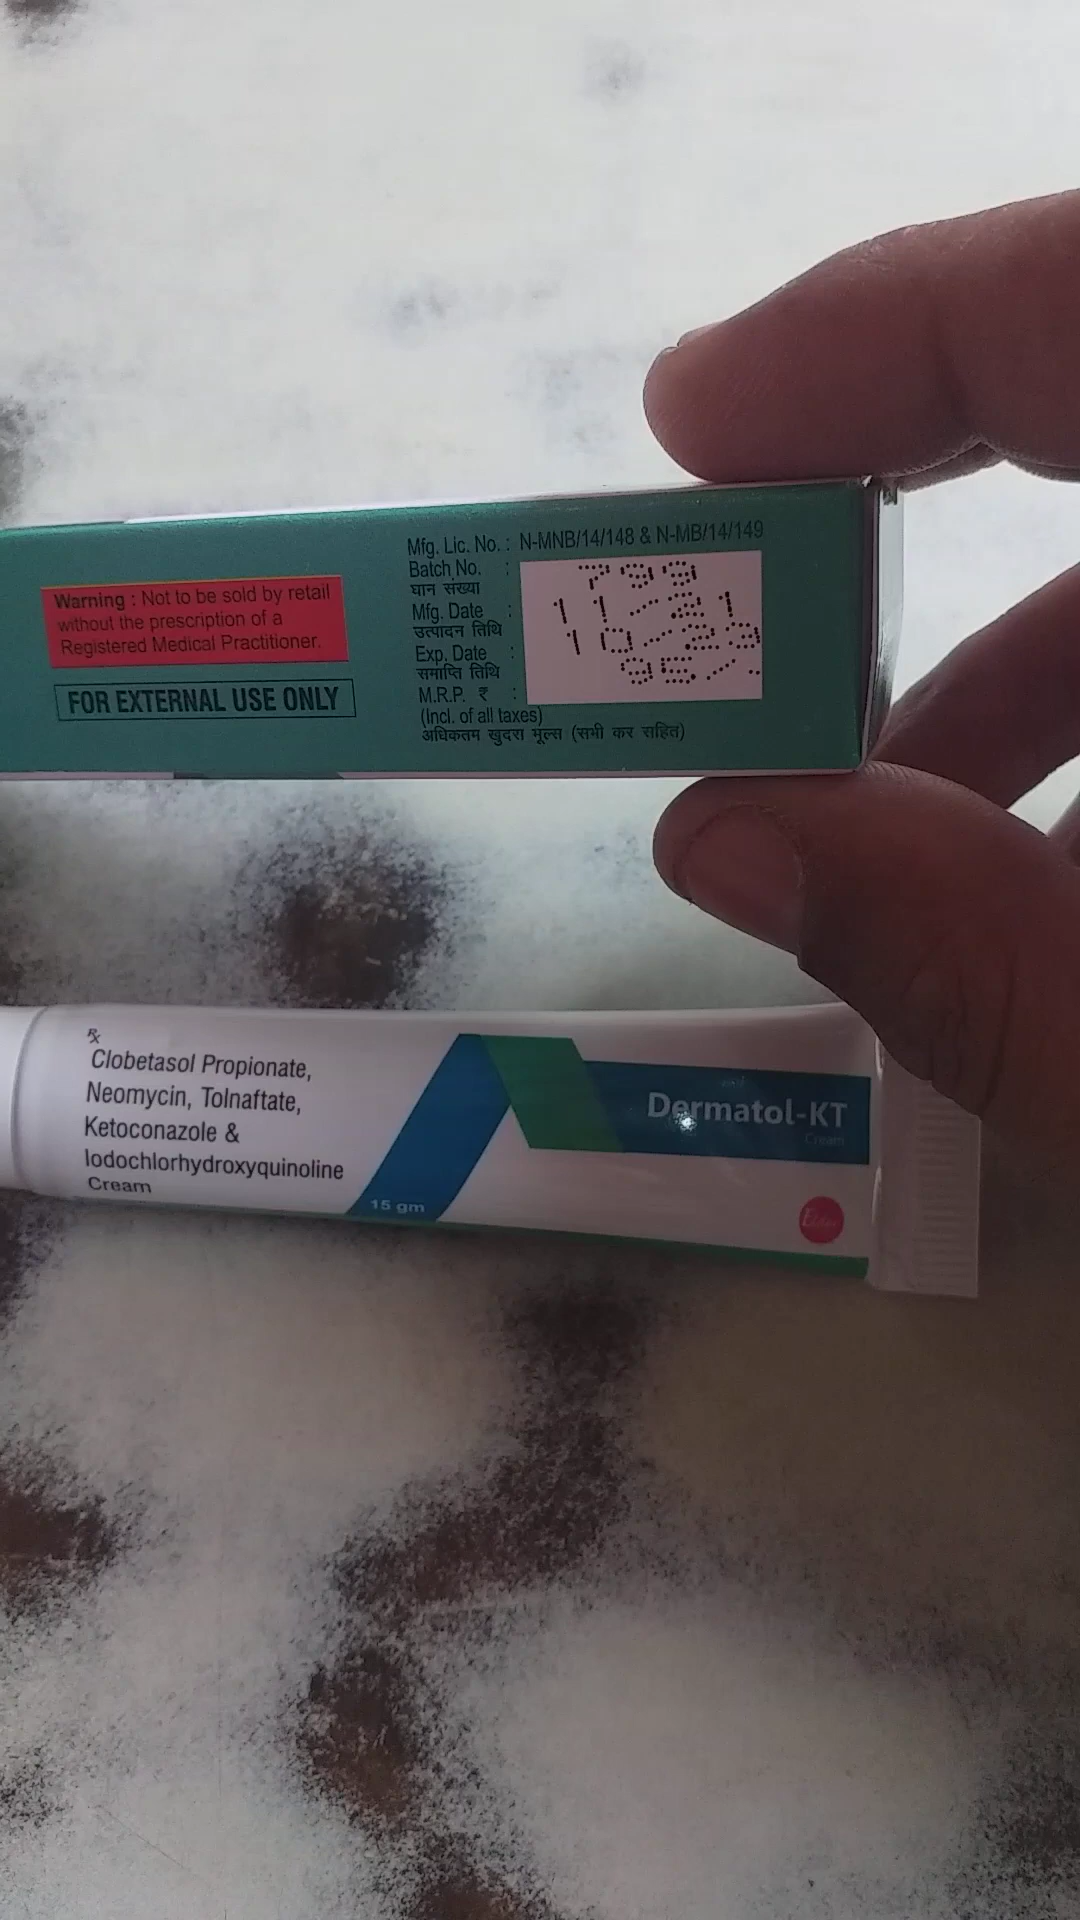 Mfg. Lic. No. : N-MNB/14/148 & N-MB/14/149
Batch No. : 799
घान संख्या
Mfg. Date : 11/21
उत्पादन तिथि
Exp. Date : 10/23
समाप्ति तिथि
M.R.P. ₹ : 95/-
(Incl. of all taxes)
अधिकतम खुदरा मूल्स (सभी कर सहित)
Warning : Not to be sold by retail
without the prescription of a
Registered Medical Practitioner.
FOR EXTERNAL USE ONLY
Rx
Clobetasol Propionate,
Neomycin, Tolnaftate,
Ketoconazole &
Iodochlorhydroxyquinoline
Cream
15 gm
Dermatol-KT
Cream